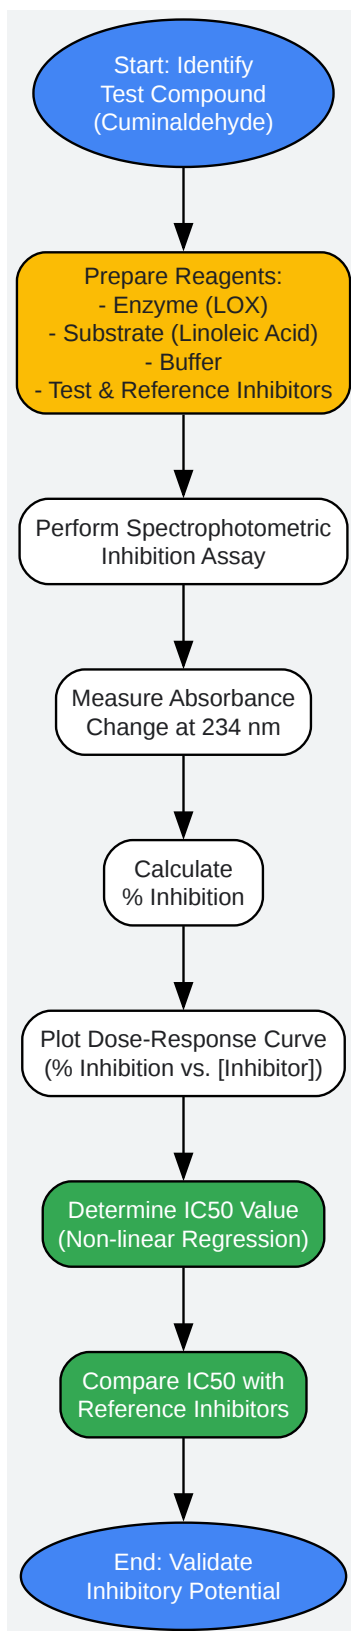 Start: Identify
Test Compound
(Cuminaldehyde)
Prepare Reagents:
- Enzyme (LOX)
- Substrate (Linoleic Acid)
- Buffer
- Test & Reference Inhibitors
Perform Spectrophotometric
Inhibition Assay
Measure Absorbance
Change at 234 nm
Calculate
% Inhibition
Plot Dose-Response Curve
(% Inhibition vs. [Inhibitor])
Determine IC50 Value
(Non-linear Regression)
Compare IC50 with
Reference Inhibitors
End: Validate
Inhibitory Potential